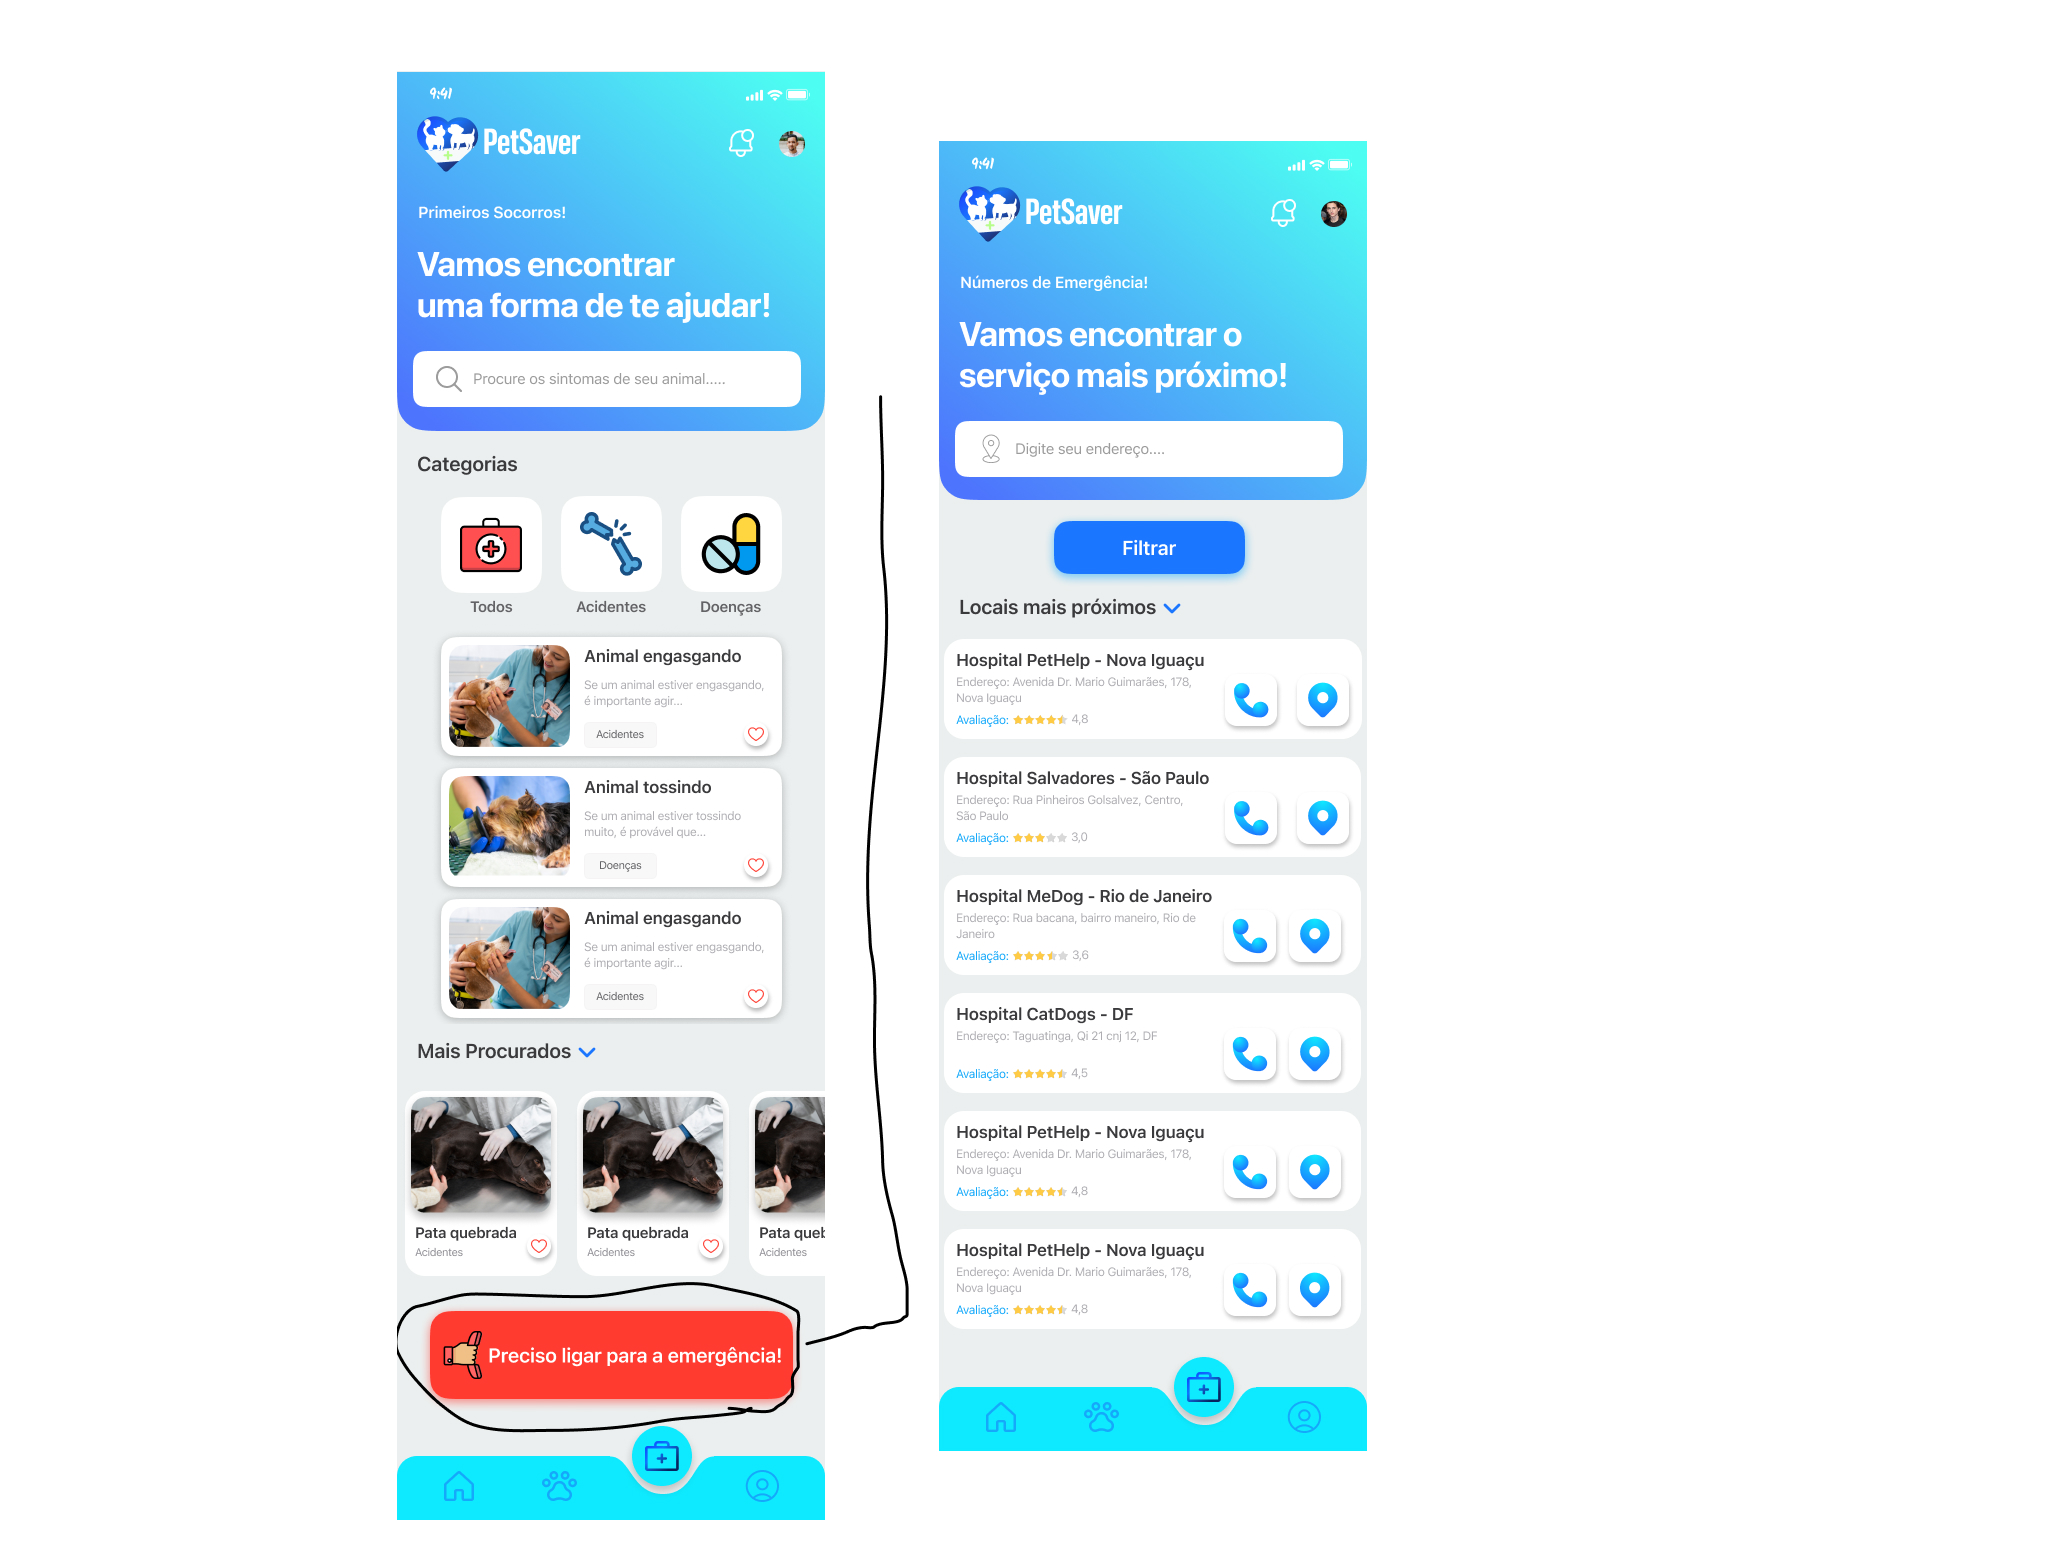 9:41
PetSaver
Primeiros Socorros!
Vamos encontrar
uma forma de te ajudar!
Procure os sintomas de seu animal.....
Categorias
Todos
Acidentes
Doenças
Animal engasgando
Se um animal estiver engasgando,
é importante agir...
Acidentes
Animal tossindo
Se um animal estiver tossindo
muito, é provável que...
Doenças
Animal engasgando
Se um animal estiver engasgando,
é importante agir...
Acidentes
Mais Procurados
Pata quebrada
Acidentes
Pata quebrada
Acidentes
Pata queb
Acidentes
Preciso ligar para a emergência!
9:41
PetSaver
Números de Emergência!
Vamos encontrar o
serviço mais próximo!
Digite seu endereço....
Filtrar
Locais mais próximos
Hospital PetHelp - Nova Iguaçu
Endereço: Avenida Dr. Mario Guimarães, 178,
Nova Iguaçu
Avaliação: 4,8
Hospital Salvadores - São Paulo
Endereço: Rua Pinheiros Golsalvez, Centro,
São Paulo
Avaliação: 3,0
Hospital MeDog - Rio de Janeiro
Endereço: Rua bacana, bairro maneiro, Rio de
Janeiro
Avaliação: 3,6
Hospital CatDogs - DF
Endereço: Taguatinga, Qi 21 cnj 12, DF
Avaliação: 4,5
Hospital PetHelp - Nova Iguaçu
Endereço: Avenida Dr. Mario Guimarães, 178,
Nova Iguaçu
Avaliação: 4,8
Hospital PetHelp - Nova Iguaçu
Endereço: Avenida Dr. Mario Guimarães, 178,
Nova Iguaçu
Avaliação: 4,8